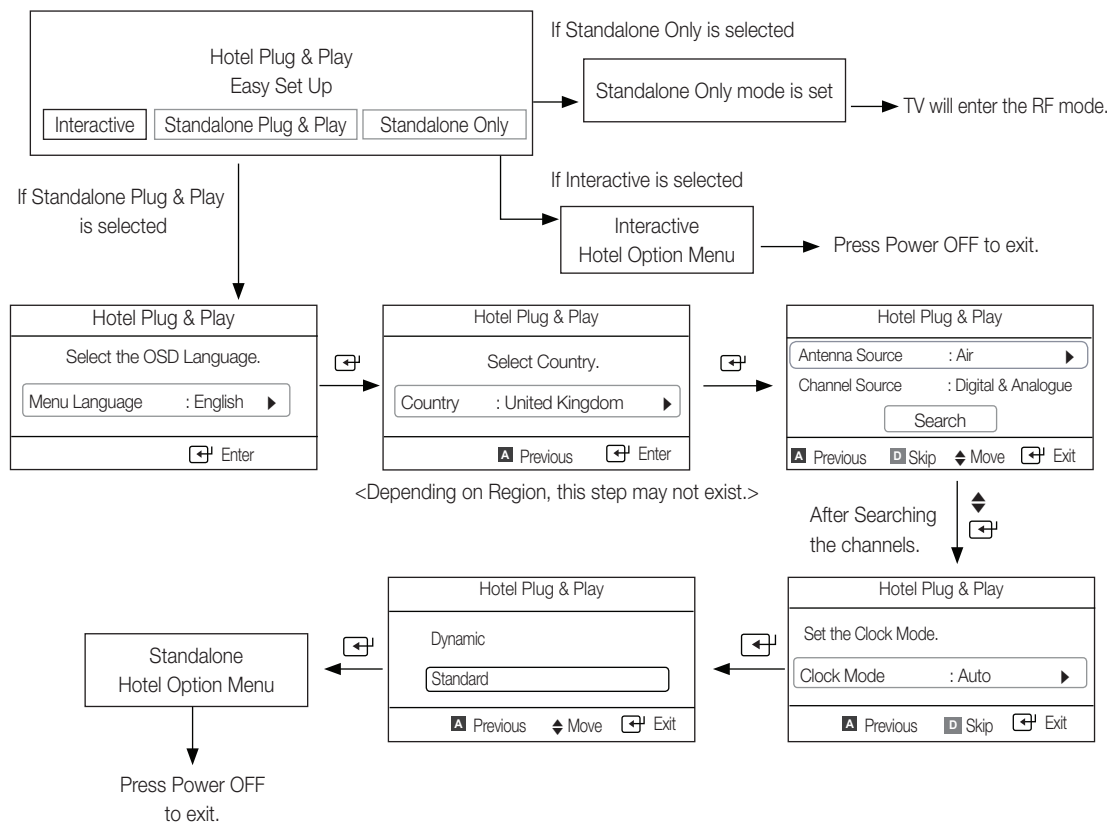 Hotel Plug & Play
Easy Set Up
Interactive
Standalone Plug & Play
Standalone Only
If Standalone Only is selected
Standalone Only mode is set
TV will enter the RF mode.
If Interactive is selected
Interactive
Hotel Option Menu
Press Power OFF to exit.
If Standalone Plug & Play
is selected
Hotel Plug & Play
Select the OSD Language.
Menu Language : English
Enter
Hotel Plug & Play
Select Country.
Country : United Kingdom
A Previous Enter
<Depending on Region, this step may not exist.>
Hotel Plug & Play
Antenna Source : Air
Channel Source : Digital & Analogue
Search
A Previous D Skip Move Exit
After Searching
the channels.
Hotel Plug & Play
Set the Clock Mode.
Clock Mode : Auto
A Previous D Skip Exit
Hotel Plug & Play
Dynamic
Standard
A Previous Move Exit
Standalone
Hotel Option Menu
Press Power OFF
to exit.